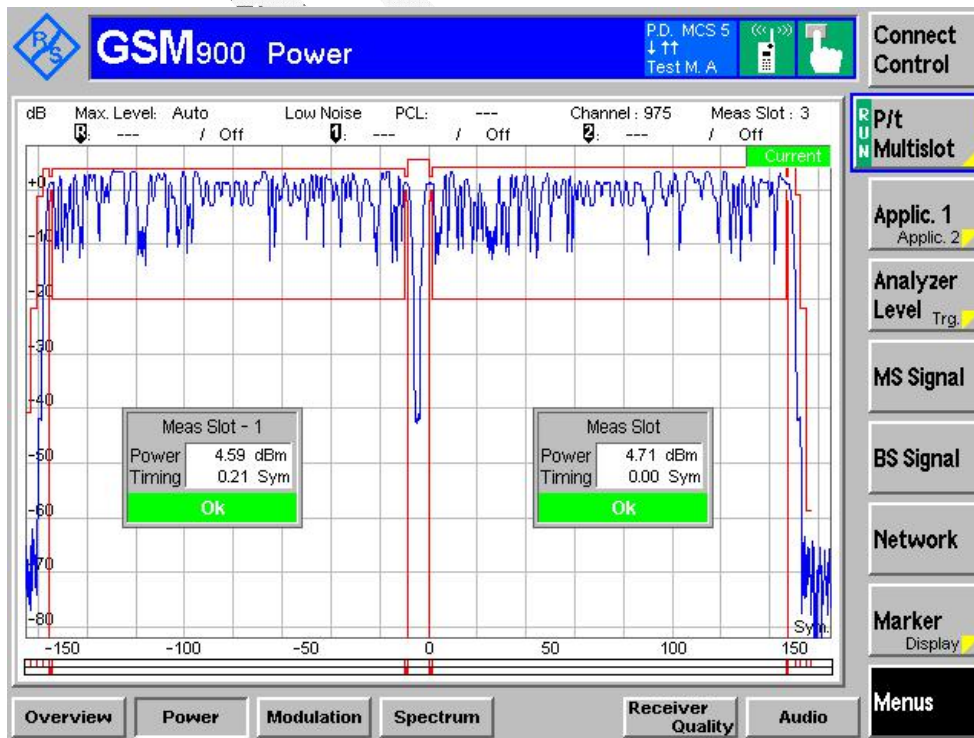 R/S
GSM900 Power
P.D. MCS 5
↓ ↑↑
Test M. A
Connect
Control
dB Max. Level: Auto Low Noise PCL: --- Channel : 975 Meas Slot : 3
R: --- / Off 1: --- / Off 2: --- / Off
Current
RUN
P/t
Multislot
Applic. 1
Applic. 2
Analyzer
Level Trg.
MS Signal
BS Signal
Network
Marker
Display
Menus
+0
-10
-20
-30
-40
-50
-60
-70
-80
Meas Slot - 1
Power 4.59 dBm
Timing 0.21 Sym
Ok
Meas Slot
Power 4.71 dBm
Timing 0.00 Sym
Ok
Sym.
-150 -100 -50 0 50 100 150
Overview Power Modulation Spectrum Receiver Quality Audio